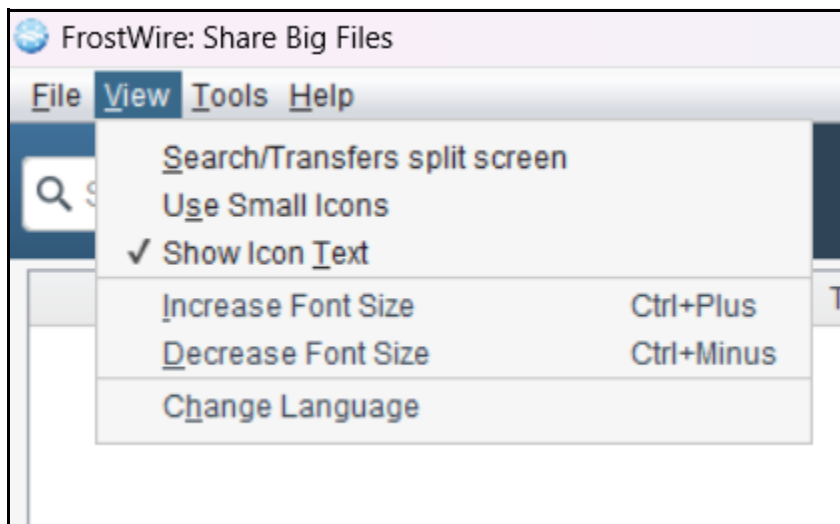 FrostWire: Share Big Files
File View Tools Help
Search/Transfers split screen
Use Small Icons
✓ Show Icon Text
Increase Font Size Ctrl+Plus
Decrease Font Size Ctrl+Minus
Change Language